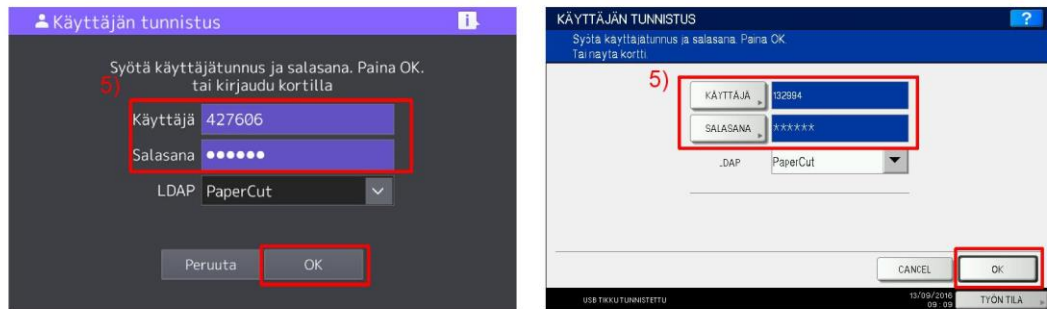 Käyttäjän tunnistus
i
Syötä käyttäjätunnus ja salasana. Paina OK.
5)
tai kirjaudu kortilla
Käyttäjä 427606
Salasana ●●●●●●
LDAP PaperCut
Peruuta OK
KÄYTTÄJÄN TUNNISTUS ?
Syötä käyttäjätunnus ja salasana. Paina OK.
Tai näytä kortti.
5)
KÄYTTÄJÄ 132994
SALASANA ******
.DAP PaperCut
CANCEL OK
USB TIKKU TUNNISTETTU
13/09/2016
09:09
TYÖN TILA